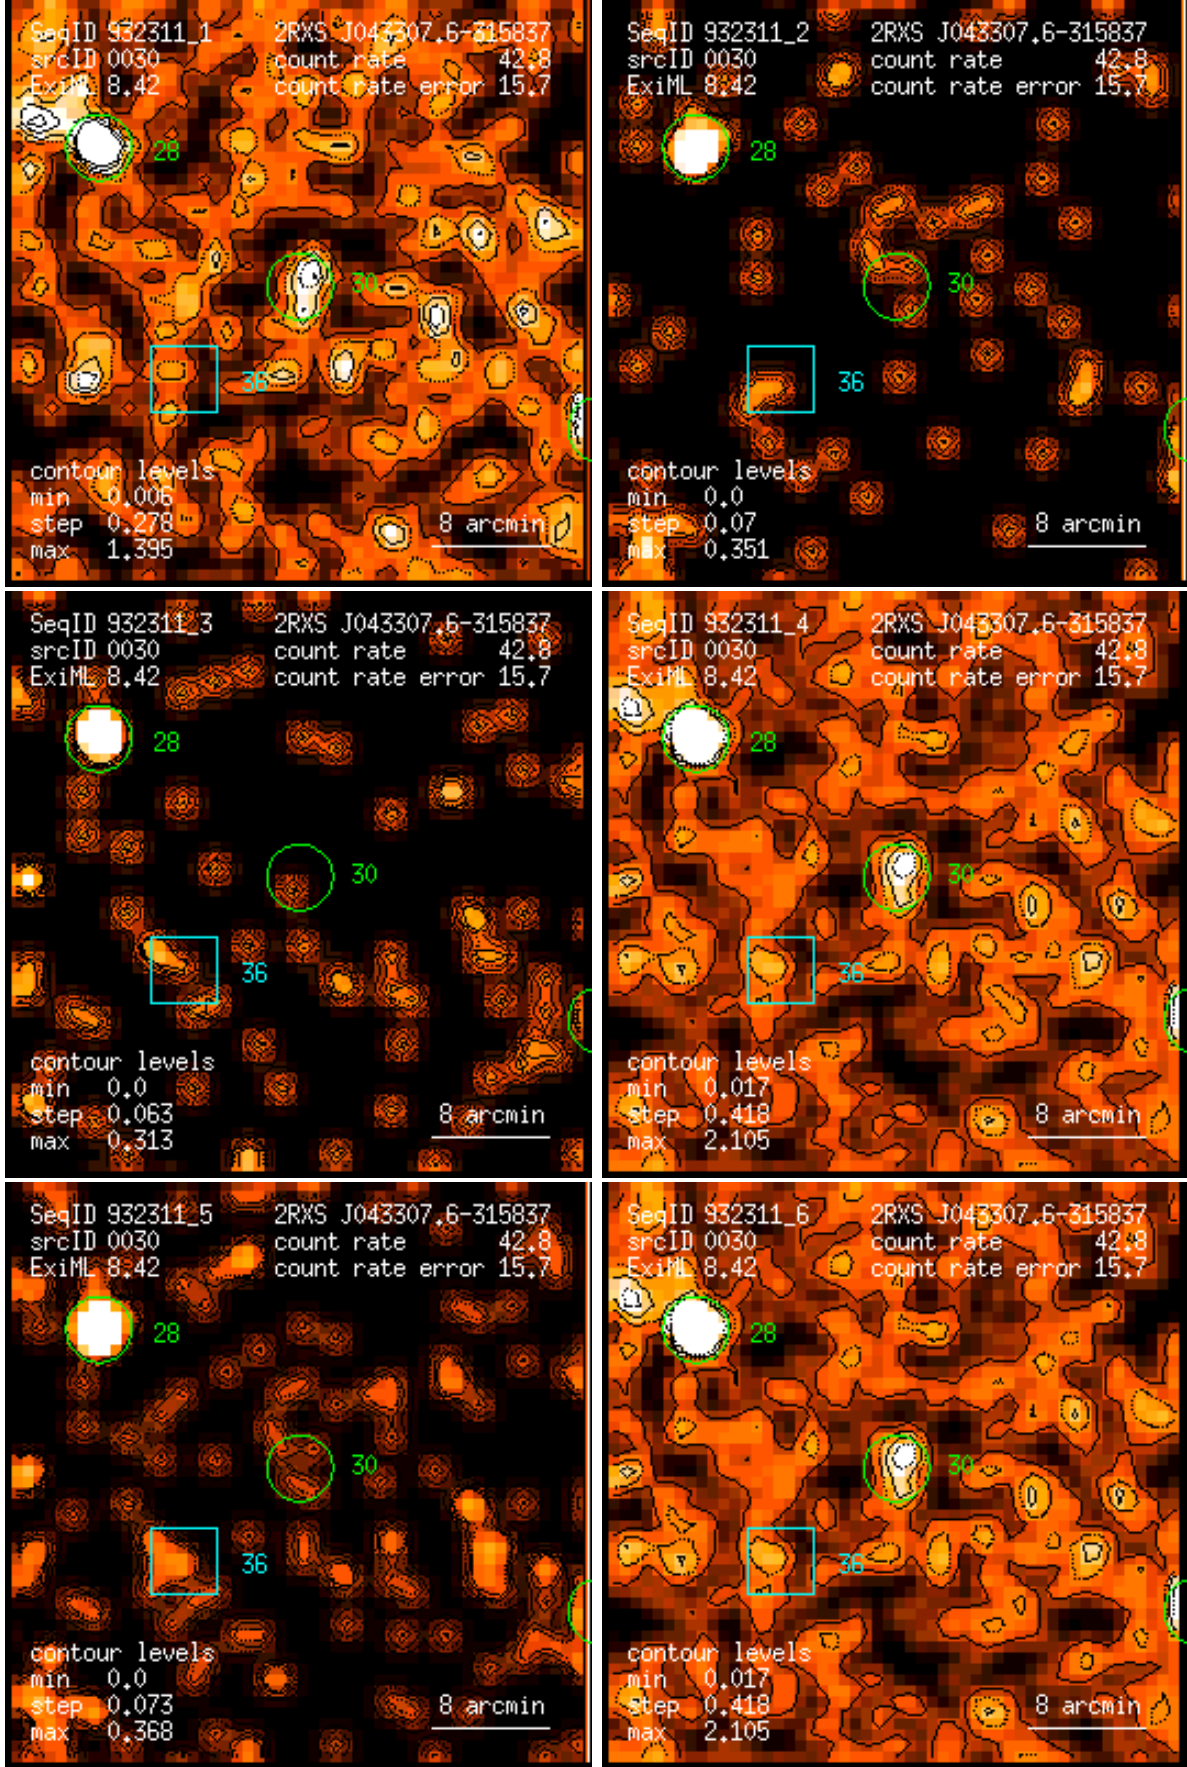 SeqID 932311_1 2RXS J043307.6-315837
srcID 0030 count rate 42.8
ExiML 8.42 count rate error 15.7
28
30
36
contour levels
min 0.006
step 0.278
max 1.395
8 arcmin
SeqID 932311_2 2RXS J043307.6-315837
srcID 0030 count rate 42.8
ExiML 8.42 count rate error 15.7
28
30
36
contour levels
min 0.0
step 0.07
max 0.351
8 arcmin
SeqID 932311_3 2RXS J043307.6-315837
srcID 0030 count rate 42.8
ExiML 8.42 count rate error 15.7
28
30
36
contour levels
min 0.0
step 0.063
max 0.313
8 arcmin
SeqID 932311_4 2RXS J043307.6-315837
srcID 0030 count rate 42.8
ExiML 8.42 count rate error 15.7
28
30
36
contour levels
min 0.017
step 0.418
max 2.105
8 arcmin
SeqID 932311_5 2RXS J043307.6-315837
srcID 0030 count rate 42.8
ExiML 8.42 count rate error 15.7
28
30
36
contour levels
min 0.0
step 0.073
max 0.368
8 arcmin
SeqID 932311_6 2RXS J043307.6-315837
srcID 0030 count rate 42.8
ExiML 8.42 count rate error 15.7
28
30
36
contour levels
min 0.017
step 0.418
max 2.105
8 arcmin